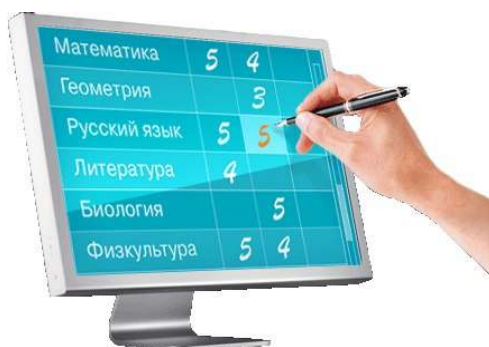 Математика 5 4
Геометрия 3
Русский язык 5 5
Литература 4
Биология 5
Физкультура 5 4